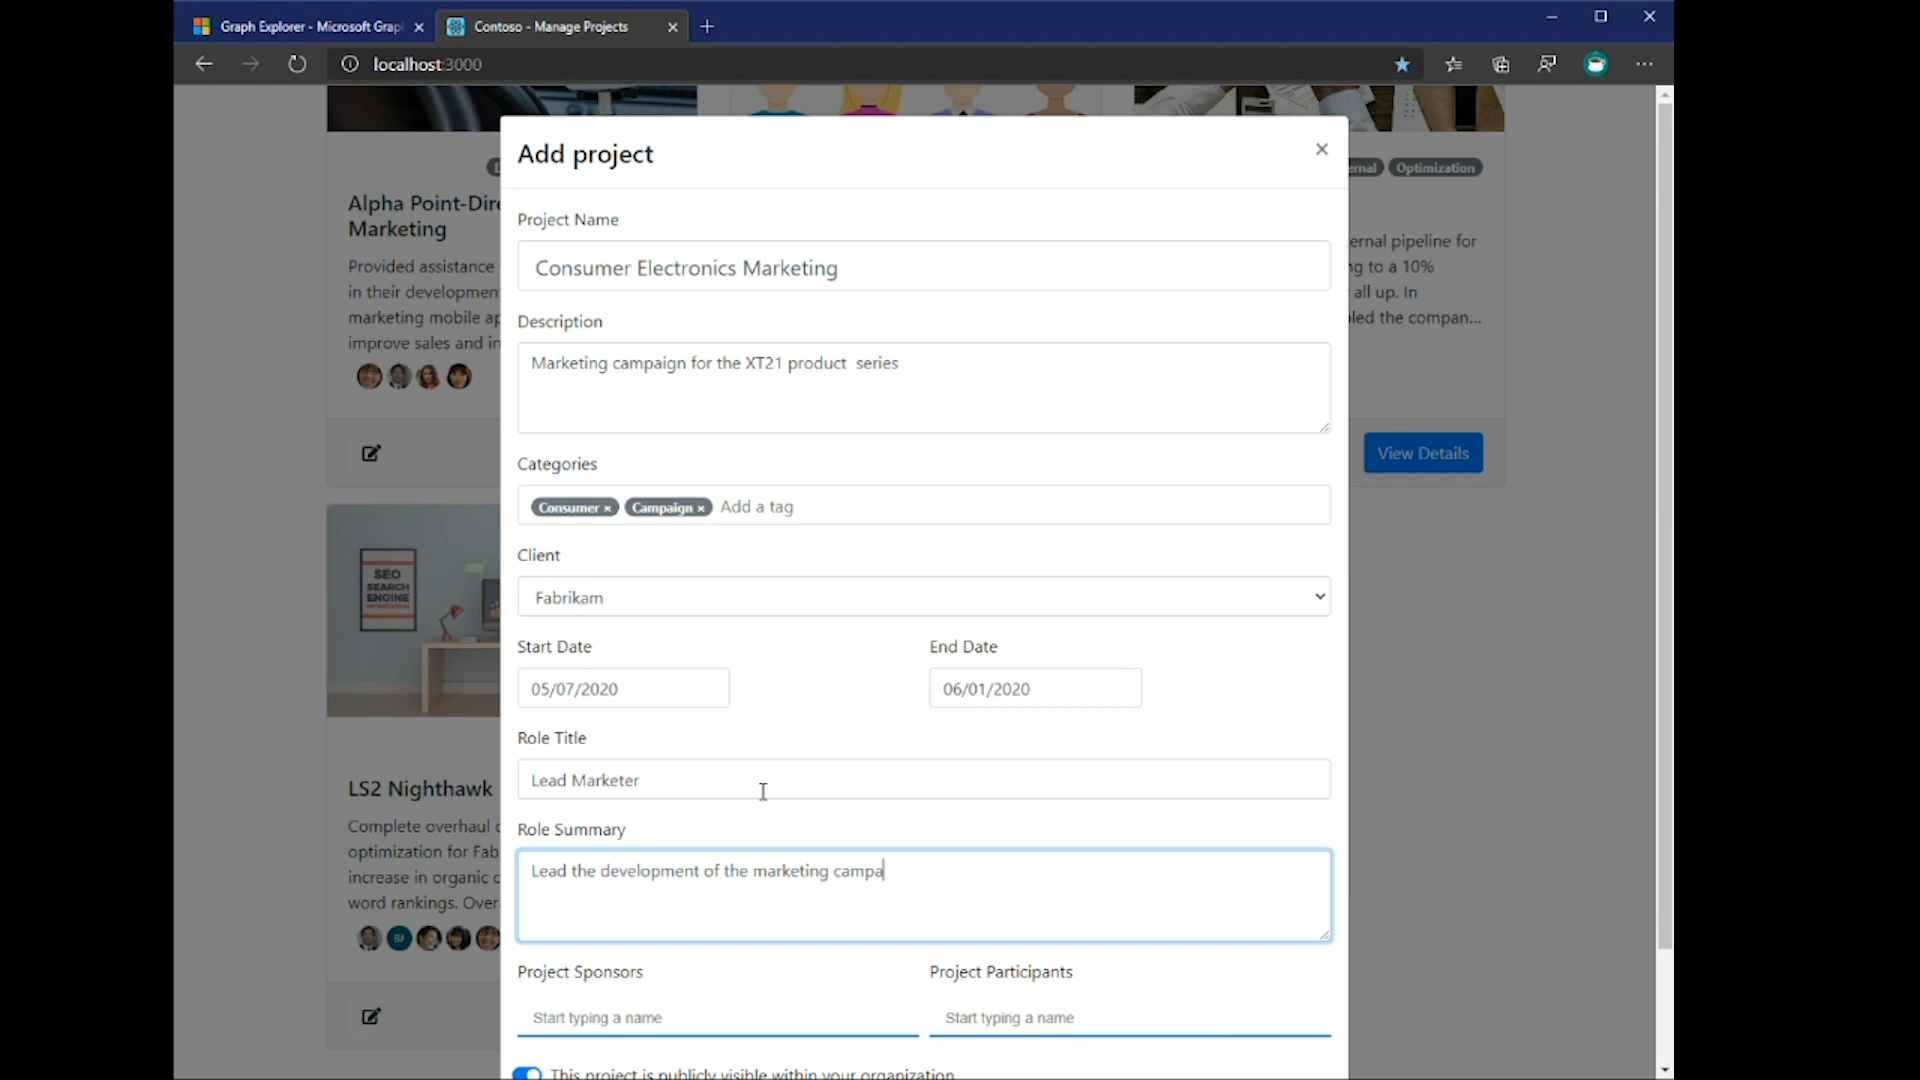 Graph Explorer - Microsoft Grap
Contoso - Manage Projects
localhost:3000
Add project
Project Name
Consumer Electronics Marketing
Description
Marketing campaign for the XT21 product  series
Categories
Consumer × Campaign × Add a tag
Client
Fabrikam
Start Date
End Date
05/07/2020
06/01/2020
Role Title
Lead Marketer
Role Summary
Lead the development of the marketing campa
Project Sponsors
Project Participants
Start typing a name
Start typing a name
This project is publicly visible within your organization
Alpha Point-Dire
Marketing
Provided assistance
in their developmen
marketing mobile ap
improve sales and in
SEO
SEARCH
ENGINE
LS2 Nighthawk
Complete overhaul
optimization for Fab
increase in organic
word rankings. Over
BJ
ernal
Optimization
ernal pipeline for
ng to a 10%
all up. In
led the compan...
View Details